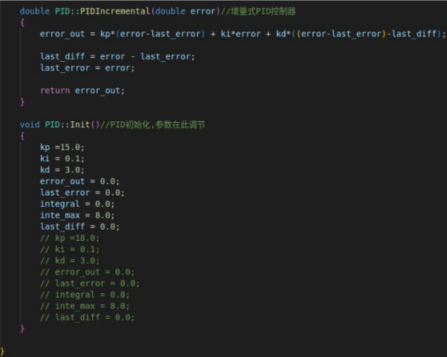 double PID::PIDIncremental(double error)//增量式PID控制器
{
error_out = kp*(error-last_error) + ki*error + kd*((error-last_error)-last_diff);
last_diff = error - last_error;
last_error = error;
return error_out;
}
void PID::Init()//PID初始化,参数在此调节
{
kp =15.0;
ki = 0.1;
kd = 3.0;
error_out = 0.0;
last_error = 0.0;
integral = 0.0;
inte_max = 8.0;
last_diff = 0.0;
// kp =18.0;
// ki = 0.1;
// kd = 3.0;
// error_out = 0.0;
// last_error = 0.0;
// integral = 0.0;
// inte_max = 8.0;
// last_diff = 0.0;
}
}